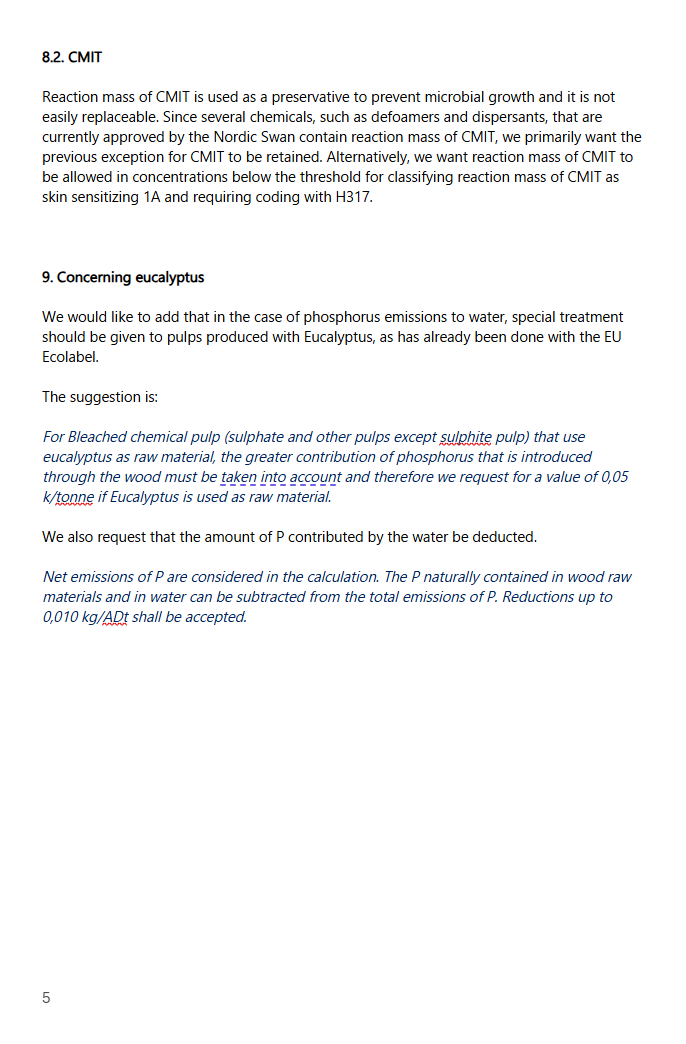 8.2. CMIT
Reaction mass of CMIT is used as a preservative to prevent microbial growth and it is not
easily replaceable. Since several chemicals, such as defoamers and dispersants, that are
currently approved by the Nordic Swan contain reaction mass of CMIT, we primarily want the
previous exception for CMIT to be retained. Alternatively, we want reaction mass of CMIT to
be allowed in concentrations below the threshold for classifying reaction mass of CMIT as
skin sensitizing 1A and requiring coding with H317.
9. Concerning eucalyptus
We would like to add that in the case of phosphorus emissions to water, special treatment
should be given to pulps produced with Eucalyptus, as has already been done with the EU
Ecolabel.
The suggestion is:
For Bleached chemical pulp (sulphate and other pulps except sulphite pulp) that use
eucalyptus as raw material, the greater contribution of phosphorus that is introduced
through the wood must be taken into account and therefore we request for a value of 0,05
k/tonne if Eucalyptus is used as raw material.
We also request that the amount of P contributed by the water be deducted.
Net emissions of P are considered in the calculation. The P naturally contained in wood raw
materials and in water can be subtracted from the total emissions of P. Reductions up to
0,010 kg/ADt shall be accepted.
5